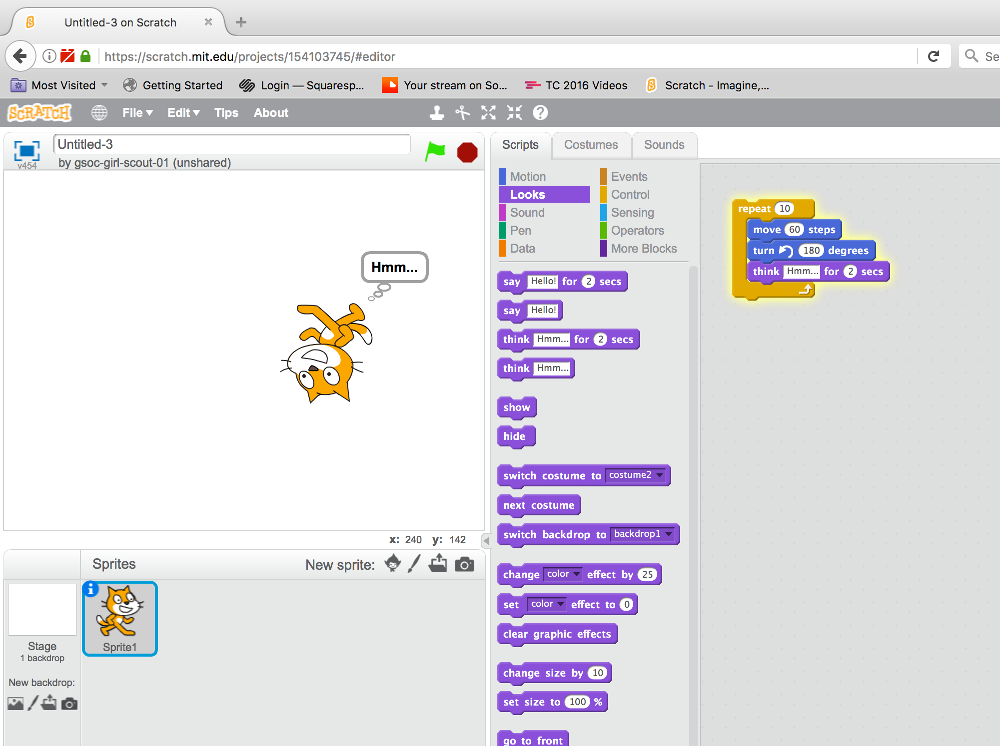 Untitled-3 on Scratch
https://scratch.mit.edu/projects/154103745/#editor
Se
Most Visited
Getting Started
Login — Squaresp...
Your stream on So...
TC 2016 Videos
Scratch - Imagine,...
SCRATCH
File
Edit
Tips
About
v454
Untitled-3
by gsoc-girl-scout-01 (unshared)
Hmm...
x: 240 y: 142
Sprites
New sprite:
Stage
1 backdrop
New backdrop:
Sprite1
Scripts
Costumes
Sounds
Motion
Looks
Sound
Pen
Data
Events
Control
Sensing
Operators
More Blocks
say Hello! for 2 secs
say Hello!
think Hmm... for 2 secs
think Hmm...
show
hide
switch costume to costume2
next costume
switch backdrop to backdrop1
change color effect by 25
set color effect to 0
clear graphic effects
change size by 10
set size to 100 %
go to front
repeat 10
move 60 steps
turn 180 degrees
think Hmm... for 2 secs